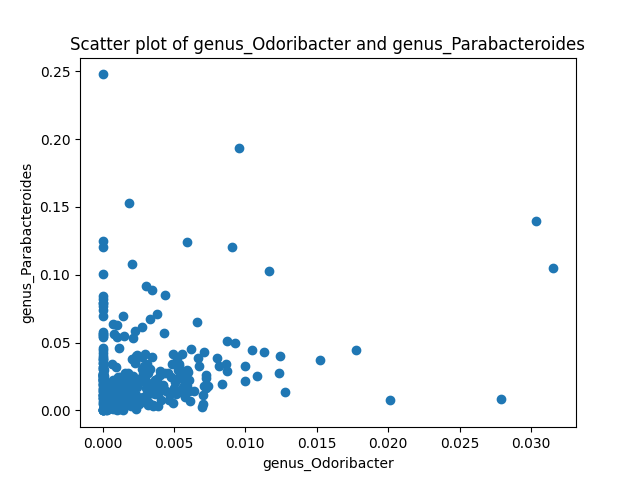 Scatter plot of genus_Odoribacter and genus_Parabacteroides
0.25
0.20
0.15
0.10
0.05
0.00
genus_Parabacteroides
0.000 0.005 0.010 0.015 0.020 0.025 0.030
genus_Odoribacter